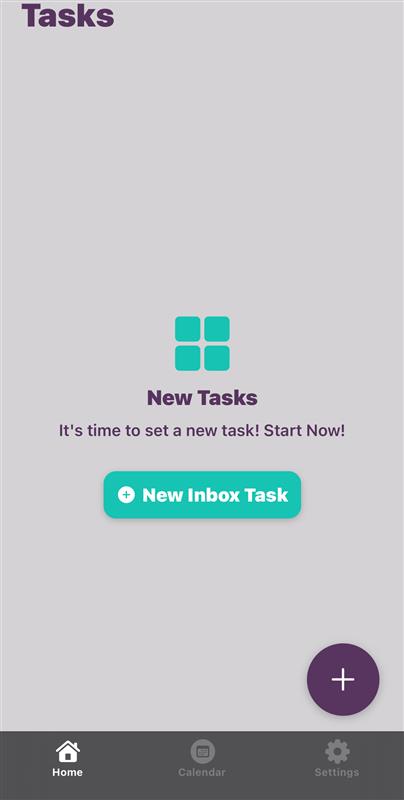 Tasks
New Tasks
It's time to set a new task! Start Now!
New Inbox Task
Home
Calendar
Settings